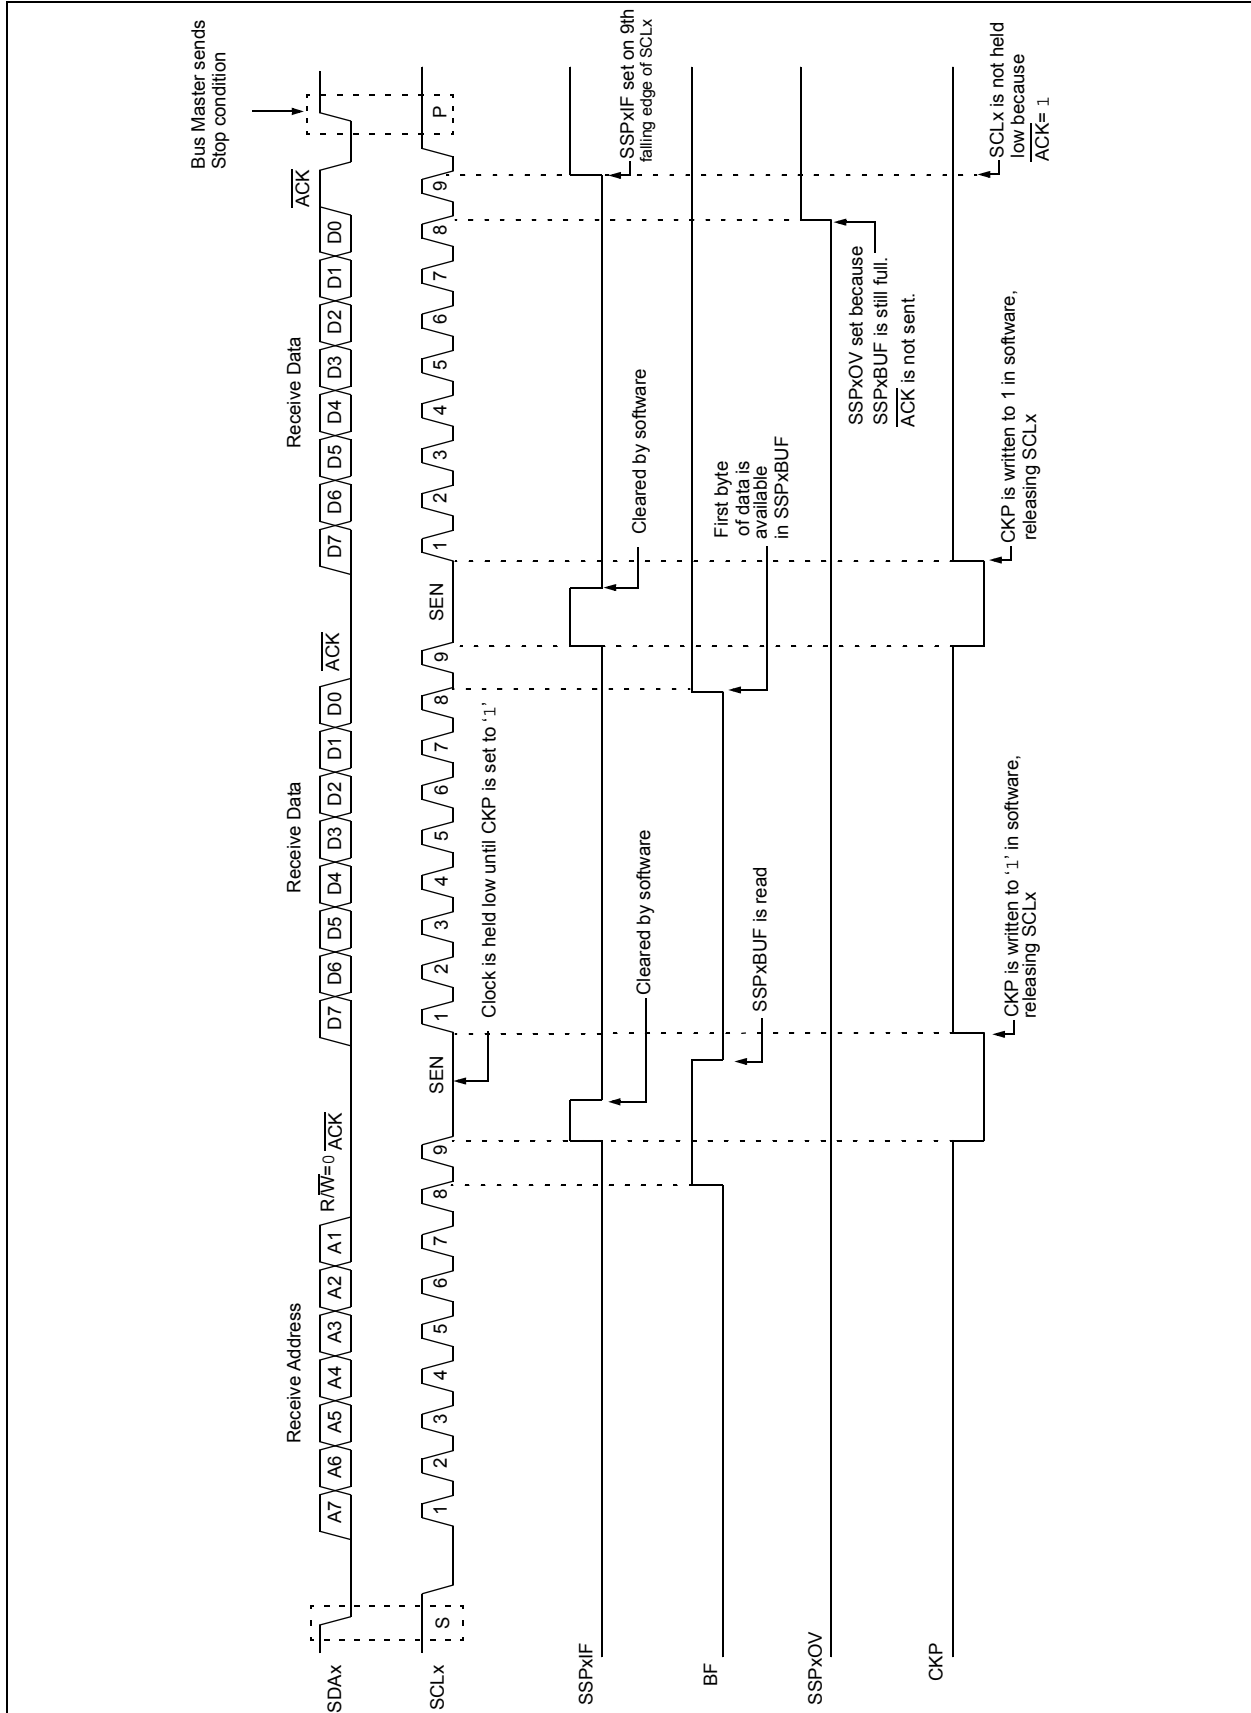 Bus Master sends
Stop condition
Receive Address
Receive Data
Receive Data
SDAx
A7 A6 A5 A4 A3 A2 A1 R/W=0 ACK D7 D6 D5 D4 D3 D2 D1 D0 ACK D7 D6 D5 D4 D3 D2 D1 D0 ACK
SCLx
S 1 2 3 4 5 6 7 8 9 SEN 1 2 3 4 5 6 7 8 9 SEN 1 2 3 4 5 6 7 8 9 P
Clock is held low until CKP is set to ‘1’
SSPxIF
Cleared by software
Cleared by software
SSPxIF set on 9th
falling edge of SCLx
BF
SSPxBUF is read
First byte
of data is
available
in SSPxBUF
SSPxOV
SSPxOV set because
SSPxBUF is still full.
ACK is not sent.
CKP
CKP is written to ‘1’ in software,
releasing SCLx
CKP is written to 1 in software,
releasing SCLx
SCLx is not held
low because
ACK= 1